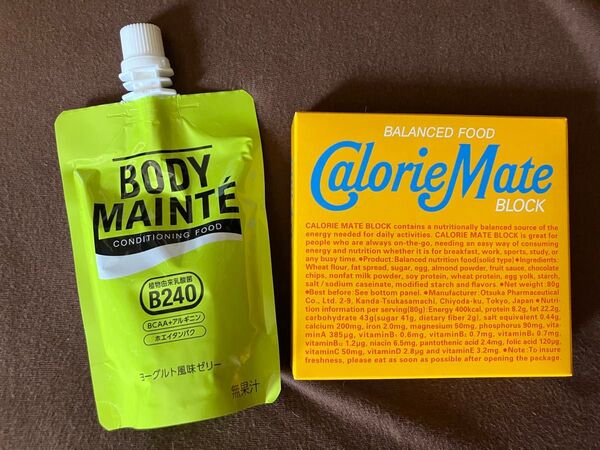 BODY
MAINTÉ
CONDITIONING FOOD
植物由来乳酸菌
B240
BCAA+アルギニン
ホエイタンパク
ヨーグルト風味ゼリー
無果汁
BALANCED FOOD
CalorieMate
BLOCK
CALORIE MATE BLOCK contains a nutritionally balanced source of the
energy needed for daily activities. CALORIE MATE BLOCK is great for
people who are always on-the-go, needing an easy way of consuming
energy and nutrition whether it is for breakfast, work, sports, study, or
any busy time. ●Product:Balanced nutrition food(solid type) ●Ingredients:
Wheat flour, fat spread, sugar, egg, almond powder, fruit sauce, chocolate
chips, nonfat milk powder, soy protein, wheat protein, egg yolk, starch,
salt / sodium caseinate, modified starch and flavors. ●Net weight:80g
●Best before: See bottom panel. ●Manufacturer:Otsuka Pharmaceutical
Co., Ltd. 2-9, Kanda-Tsukasamachi, Chiyoda-ku, Tokyo, Japan ●Nutri-
tion information per serving(80g): Energy 400kcal, protein 8.2g, fat 22.2g,
carbohydrate 43g(sugar 41g, dietary fiber 2g), salt equivalent 0.44g,
calcium 200mg, iron 2.0mg, magnesium 50mg, phosphorus 90mg, vita-
minA 385μg, vitaminB₁ 0.6mg, vitaminB₂ 0.7mg, vitaminB₆ 0.7mg,
vitaminB₁₂ 1.2μg, niacin 6.5mg, pantothenic acid 2.4mg, folic acid 120μg,
vitaminC 50mg, vitaminD 2.8μg and vitaminE 3.2mg. ●Note:To insure
freshness, please eat as soon as possible after opening the package.